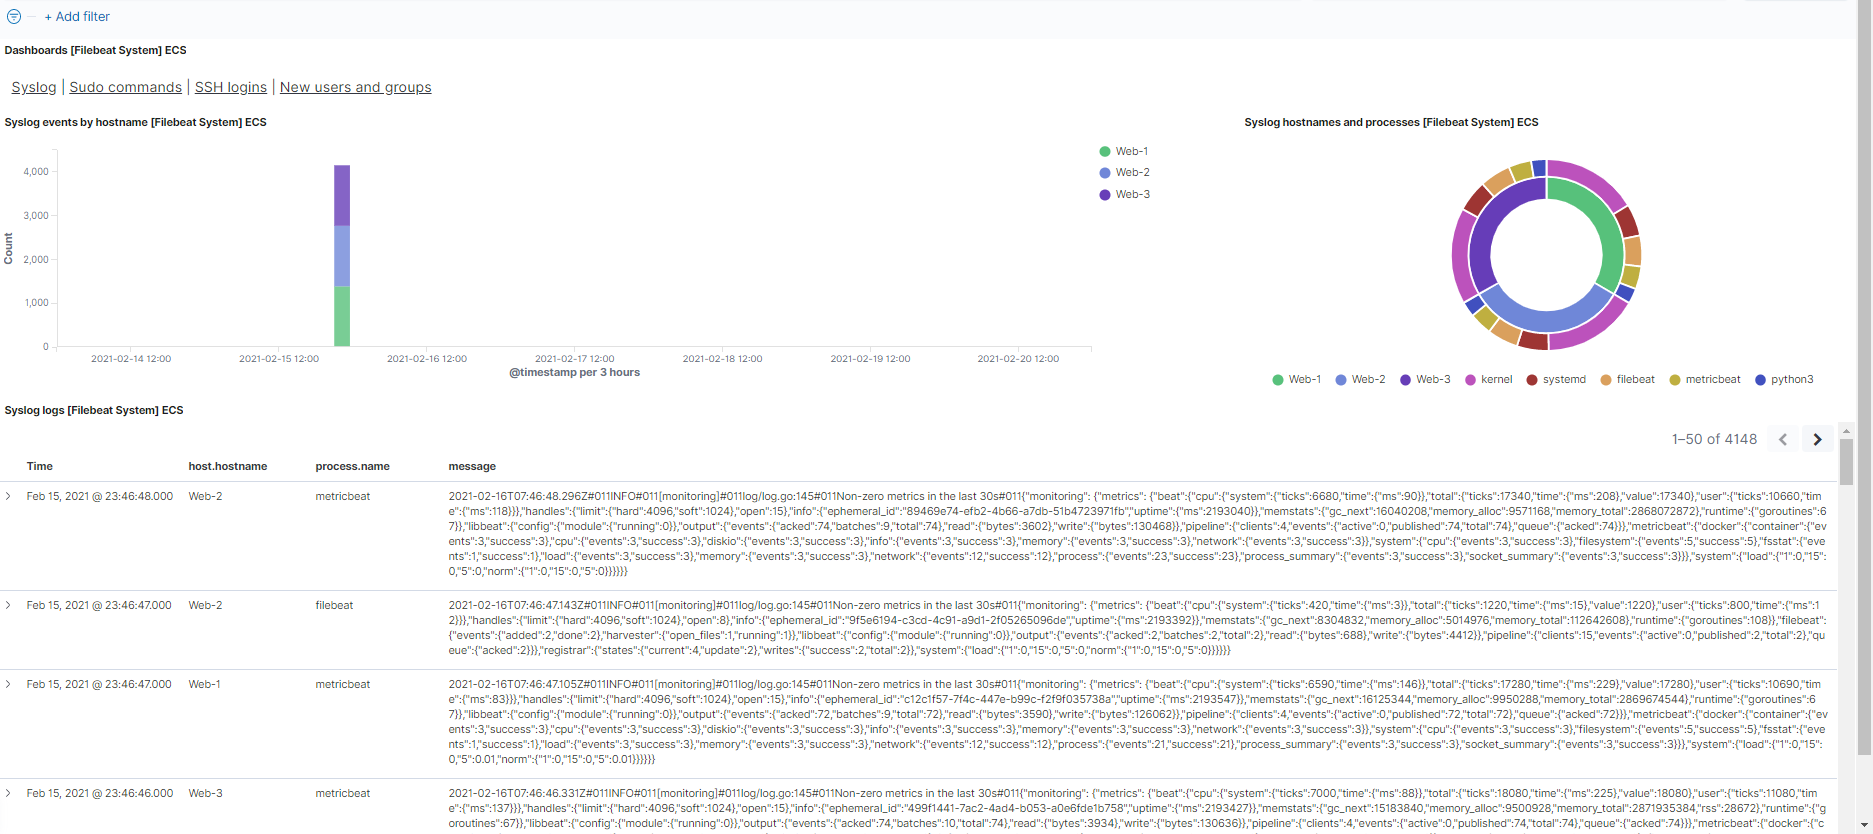 + Add filter
Dashboards [Filebeat System] ECS
Syslog | Sudo commands | SSH logins | New users and groups
Syslog events by hostname [Filebeat System] ECS
Count
4,000
3,000
2,000
1,000
0
2021-02-14 12:00
2021-02-15 12:00
2021-02-16 12:00
2021-02-17 12:00
2021-02-18 12:00
2021-02-19 12:00
2021-02-20 12:00
@timestamp per 3 hours
Web-1
Web-2
Web-3
Syslog hostnames and processes [Filebeat System] ECS
Web-1 Web-2 Web-3 kernel systemd filebeat metricbeat python3
Syslog logs [Filebeat System] ECS
1–50 of 4148
Time host.hostname process.name message
Feb 15, 2021 @ 23:46:48.000 Web-2 metricbeat 2021-02-16T07:46:48.296Z#011INFO#011[monitoring]#011log/log.go:145#011Non-zero metrics in the last 30s#011{"monitoring": {"metrics": {"beat":{"cpu":{"system":{"ticks":6680,"time":{"ms":90}},"total":{"ticks":17340,"time":{"ms":208},"value":17340},"user":{"ticks":10660,"time
e":{"ms":118}}},"handles":{"limit":{"hard":4096,"soft":1024},"open":15},"info":{"ephemeral_id":"89469e74-efb2-4b66-a7db-51b4723971fb","uptime":{"ms":2193040}},"memstats":{"gc_next":16040208,"memory_alloc":9571168,"memory_total":2868072872},"runtime":{"goroutines":6
7}},"libbeat":{"config":{"module":{"running":0}},"output":{"events":{"acked":74,"batches":9,"total":74},"read":{"bytes":3602},"write":{"bytes":130468}},"pipeline":{"clients":4,"events":{"active":0,"published":74,"total":74},"queue":{"acked":74}}},"metricbeat":{"docker":{"container":{"ev
ents":3,"success":3},"cpu":{"events":3,"success":3},"diskio":{"events":3,"success":3},"info":{"events":3,"success":3},"memory":{"events":3,"success":3},"network":{"events":3,"success":3}},"system":{"cpu":{"events":3,"success":3},"filesystem":{"events":5,"success":5},"fsstat":{"eve
nts":1,"success":1},"load":{"events":3,"success":3},"memory":{"events":3,"success":3},"network":{"events":12,"success":12},"process":{"events":23,"success":23},"process_summary":{"events":3,"success":3},"socket_summary":{"events":3,"success":3}}},"system":{"load":{"1":0,"15":
0,"5":0,"norm":{"1":0,"15":0,"5":0}}}}}}
Feb 15, 2021 @ 23:46:47.000 Web-2 filebeat 2021-02-16T07:46:47.143Z#011INFO#011[monitoring]#011log/log.go:145#011Non-zero metrics in the last 30s#011{"monitoring": {"metrics": {"beat":{"cpu":{"system":{"ticks":420,"time":{"ms":3}},"total":{"ticks":1220,"time":{"ms":15},"value":1220},"user":{"ticks":800,"time":{"ms":1
2}}},"handles":{"limit":{"hard":4096,"soft":1024},"open":8},"info":{"ephemeral_id":"9f5e6194-c3cd-4c91-a9d1-2f05265096de","uptime":{"ms":2193392}},"memstats":{"gc_next":8304832,"memory_alloc":5014976,"memory_total":112642608},"runtime":{"goroutines":108}},"filebeat":
{"events":{"added":2,"done":2},"harvester":{"open_files":1,"running":1}},"libbeat":{"config":{"module":{"running":0}},"output":{"events":{"acked":2,"batches":2,"total":2},"read":{"bytes":688},"write":{"bytes":4412}},"pipeline":{"clients":15,"events":{"active":0,"published":2,"total":2},"qu
eue":{"acked":2}}},"registrar":{"states":{"current":4,"update":2},"writes":{"success":2,"total":2}},"system":{"load":{"1":0,"15":0,"5":0,"norm":{"1":0,"15":0,"5":0}}}}}}
Feb 15, 2021 @ 23:46:47.000 Web-1 metricbeat 2021-02-16T07:46:47.105Z#011INFO#011[monitoring]#011log/log.go:145#011Non-zero metrics in the last 30s#011{"monitoring": {"metrics": {"beat":{"cpu":{"system":{"ticks":6590,"time":{"ms":146}},"total":{"ticks":17280,"time":{"ms":229},"value":17280},"user":{"ticks":10690,"tim
e":{"ms":83}}},"handles":{"limit":{"hard":4096,"soft":1024},"open":15},"info":{"ephemeral_id":"c12c1f57-7f4c-447e-b99c-f2f9f035738a","uptime":{"ms":2193547}},"memstats":{"gc_next":16125344,"memory_alloc":9950288,"memory_total":2869674544},"runtime":{"goroutines":6
7}},"libbeat":{"config":{"module":{"running":0}},"output":{"events":{"acked":72,"batches":9,"total":72},"read":{"bytes":3590},"write":{"bytes":126062}},"pipeline":{"clients":4,"events":{"active":0,"published":72,"total":72},"queue":{"acked":72}}},"metricbeat":{"docker":{"container":{"ev
ents":3,"success":3},"cpu":{"events":3,"success":3},"diskio":{"events":3,"success":3},"info":{"events":3,"success":3},"memory":{"events":3,"success":3},"network":{"events":3,"success":3}},"system":{"cpu":{"events":3,"success":3},"filesystem":{"events":5,"success":5},"fsstat":{"eve
nts":1,"success":1},"load":{"events":3,"success":3},"memory":{"events":3,"success":3},"network":{"events":12,"success":12},"process":{"events":21,"success":21},"process_summary":{"events":3,"success":3},"socket_summary":{"events":3,"success":3}}},"system":{"load":{"1":0,"15":
0,"5":0.01,"norm":{"1":0,"15":0,"5":0.01}}}}}}
Feb 15, 2021 @ 23:46:46.000 Web-3 metricbeat 2021-02-16T07:46:46.331Z#011INFO#011[monitoring]#011log/log.go:145#011Non-zero metrics in the last 30s#011{"monitoring": {"metrics": {"beat":{"cpu":{"system":{"ticks":7000,"time":{"ms":88}},"total":{"ticks":18080,"time":{"ms":225},"value":18080},"user":{"ticks":11080,"tim
e":{"ms":137}}},"handles":{"limit":{"hard":4096,"soft":1024},"open":15},"info":{"ephemeral_id":"499f1441-7ac2-4ad4-b053-a0e6fde1b758","uptime":{"ms":2193427}},"memstats":{"gc_next":15183840,"memory_alloc":9500928,"memory_total":2871935384,"rss":28672},"runtime":{"g
oroutines":67}},"libbeat":{"config":{"module":{"running":0}},"output":{"events":{"acked":74,"batches":10,"total":74},"read":{"bytes":3934},"write":{"bytes":130636}},"pipeline":{"clients":4,"events":{"active":0,"published":74,"total":74},"queue":{"acked":74}}},"metricbeat":{"docker":{"c